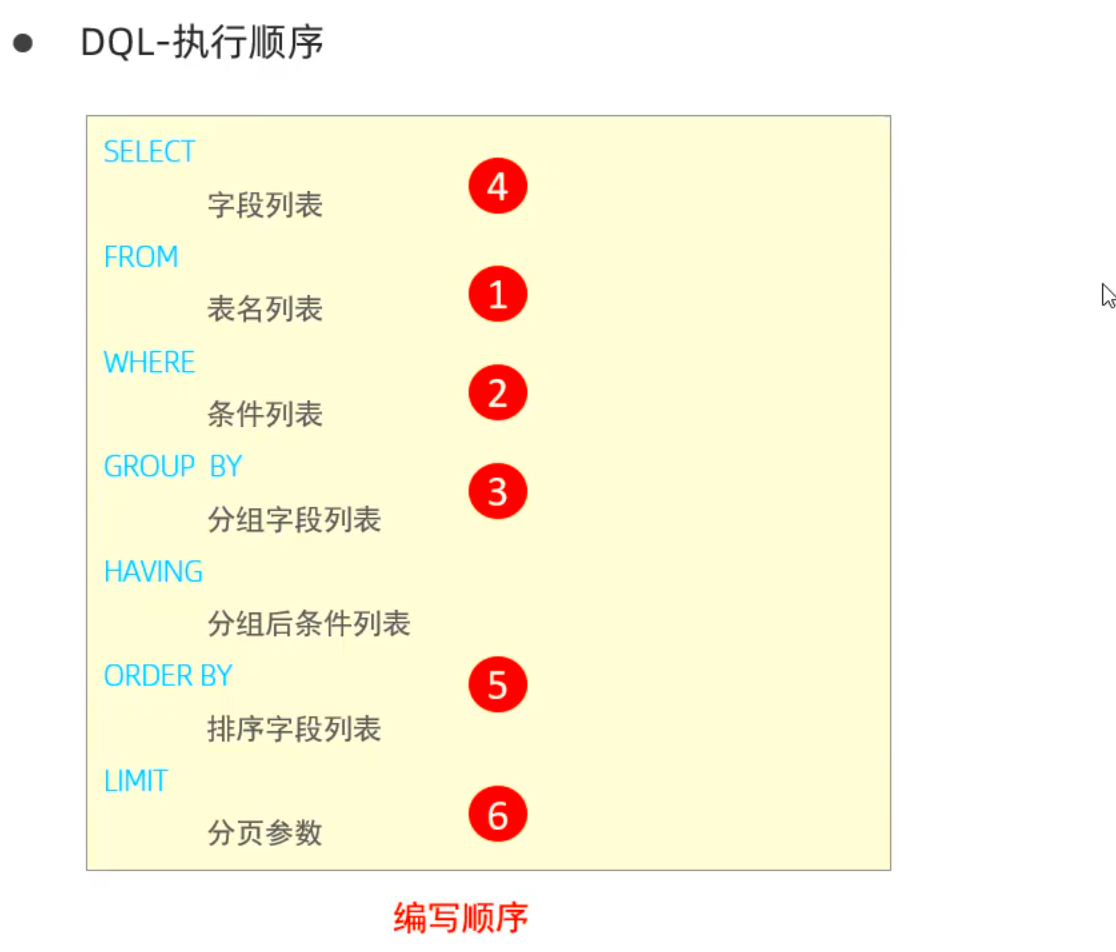 DQL-执行顺序
SELECT
字段列表
4
FROM
表名列表
1
WHERE
条件列表
2
GROUP BY
分组字段列表
3
HAVING
分组后条件列表
ORDER BY
排序字段列表
5
LIMIT
分页参数
6
编写顺序